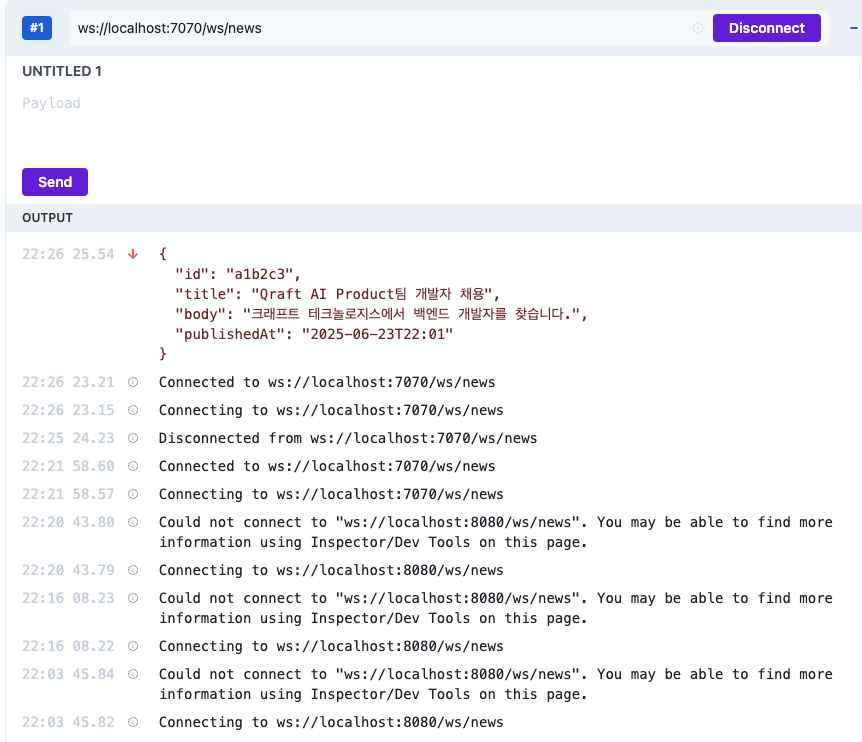 #1
ws://localhost:7070/ws/news
Disconnect
UNTITLED 1
Payload
Send
OUTPUT
22:26 25.54 {
"id": "a1b2c3",
"title": "Qraft AI Product팀 개발자 채용",
"body": "크래프트 테크놀로지스에서 백엔드 개발자를 찾습니다.",
"publishedAt": "2025-06-23T22:01"
}
22:26 23.21 Connected to ws://localhost:7070/ws/news
22:26 23.15 Connecting to ws://localhost:7070/ws/news
22:25 24.23 Disconnected from ws://localhost:7070/ws/news
22:21 58.60 Connected to ws://localhost:7070/ws/news
22:21 58.57 Connecting to ws://localhost:7070/ws/news
22:20 43.80 Could not connect to "ws://localhost:8080/ws/news". You may be able to find more
information using Inspector/Dev Tools on this page.
22:20 43.79 Connecting to ws://localhost:8080/ws/news
22:16 08.23 Could not connect to "ws://localhost:8080/ws/news". You may be able to find more
information using Inspector/Dev Tools on this page.
22:16 08.22 Connecting to ws://localhost:8080/ws/news
22:03 45.84 Could not connect to "ws://localhost:8080/ws/news". You may be able to find more
information using Inspector/Dev Tools on this page.
22:03 45.82 Connecting to ws://localhost:8080/ws/news